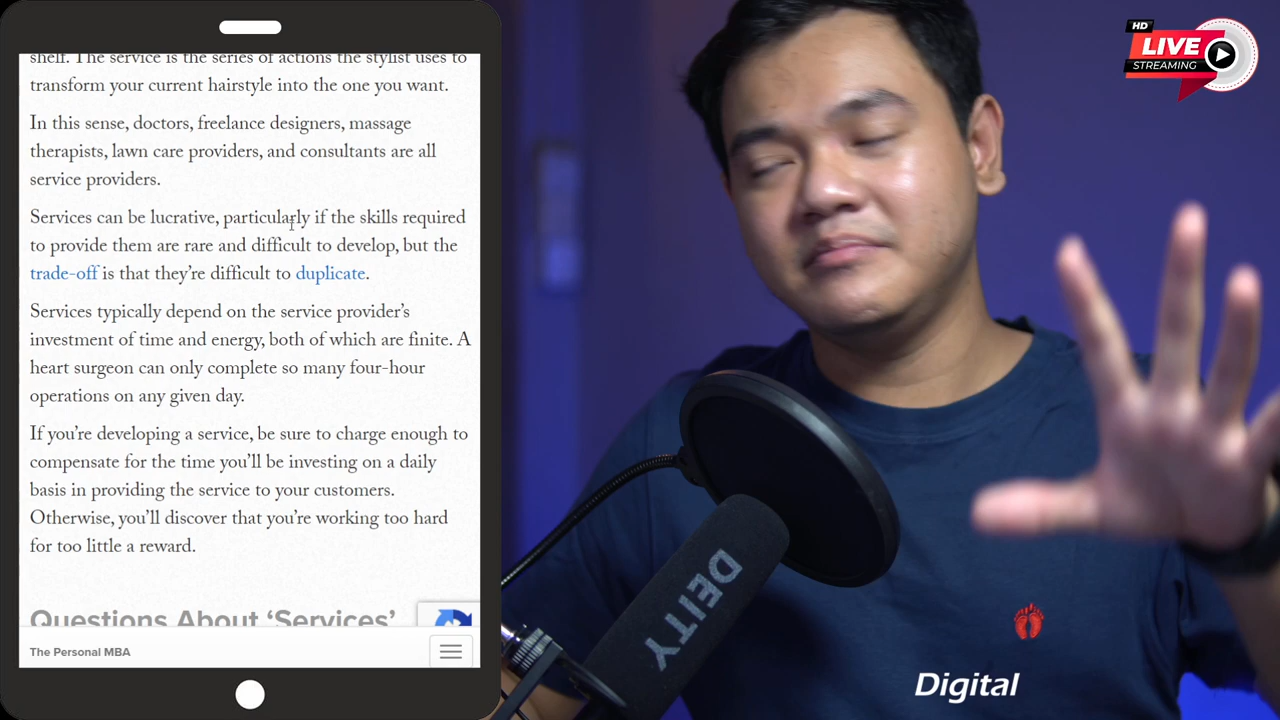 shelf. The service is the series of actions the stylist uses to
transform your current hairstyle into the one you want.
In this sense, doctors, freelance designers, massage
therapists, lawn care providers, and consultants are all
service providers.
Services can be lucrative, particularly if the skills required
to provide them are rare and difficult to develop, but the
trade-off is that they’re difficult to duplicate.
Services typically depend on the service provider’s
investment of time and energy, both of which are finite. A
heart surgeon can only complete so many four-hour
operations on any given day.
If you’re developing a service, be sure to charge enough to
compensate for the time you’ll be investing on a daily
basis in providing the service to your customers.
Otherwise, you’ll discover that you’re working too hard
for too little a reward.
Questions About ‘Services’
The Personal MBA
HD
LIVE
STREAMING
DEITY
Digital